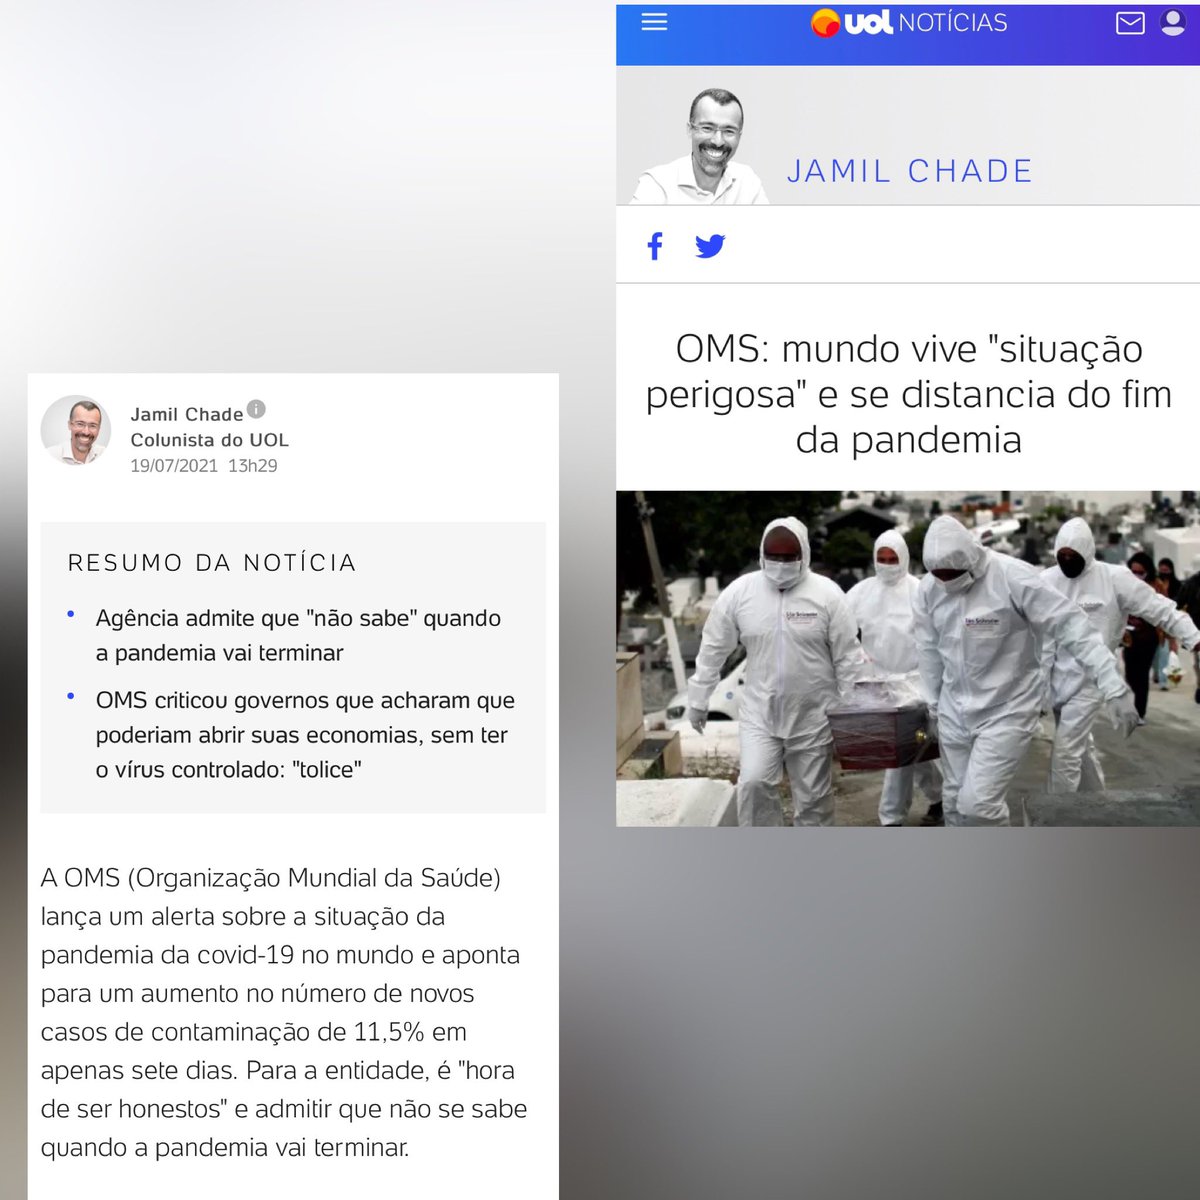 uol NOTÍCIAS
JAMIL CHADE
OMS: mundo vive "situação
perigosa" e se distancia do fim
da pandemia
Jamil Chade
Colunista do UOL
19/07/2021 13h29
RESUMO DA NOTÍCIA
• Agência admite que "não sabe" quando
a pandemia vai terminar
• OMS criticou governos que acharam que
poderiam abrir suas economias, sem ter
o vírus controlado: "tolice"
A OMS (Organização Mundial da Saúde)
lança um alerta sobre a situação da
pandemia da covid-19 no mundo e aponta
para um aumento no número de novos
casos de contaminação de 11,5% em
apenas sete dias. Para a entidade, é "hora
de ser honestos" e admitir que não se sabe
quando a pandemia vai terminar.